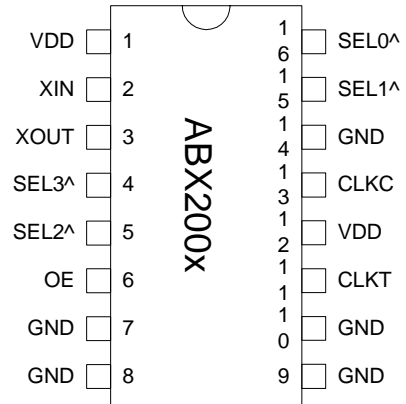 VDD 1 16 SEL0^
XIN 2 15 SEL1^
XOUT 3 14 GND
SEL3^ 4 13 CLKC
SEL2^ 5 12 VDD
OE 6 11 CLKT
GND 7 10 GND
GND 8 9 GND
ABX200x